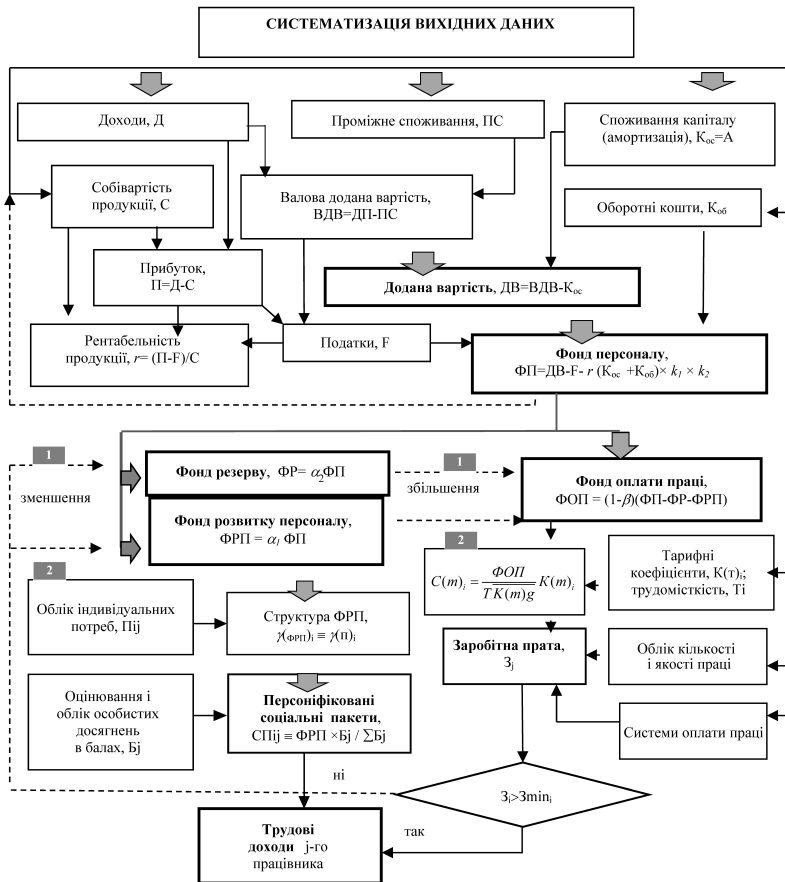 СИСТЕМАТИЗАЦІЯ ВИХІДНИХ ДАНИХ
Доходи, Д
Проміжне споживання, ПС
Споживання капіталу
(амортизація), Кос=А
Собівартість
продукції, С
Валова додана вартість,
ВДВ=ДП-ПС
Оборотні кошти, Коб
Прибуток,
П=Д-С
Додана вартість, ДВ=ВДВ-Кос
Рентабельність
продукції, r= (П-F)/С
Податки, F
Фонд персоналу,
ФП=ДВ-F- r (Кос +Коб)× k1 × k2
1
зменшення
Фонд резерву, ФР= α2ФП
1
збільшення
Фонд оплати праці,
ФОП = (1-β)(ФП-ФР-ФРП)
Фонд розвитку персоналу,
ФРП = α1 ФП
2
2
C(m)i = ФОП / TK(m)g K(m)i
Тарифні
коефіцієнти, К(т)i;
трудомісткість, Ті
Облік індивідуальних
потреб, Пij
Структура ФРП,
γ(ФРП)i ≡ γ(п)i
Заробітна прата,
Зj
Облік кількості
і якості праці
Оцінювання і
облік особистих
досягнень
в балах, Бj
Персоніфіковані
соціальні пакети,
СПij ≡ ФРП ×Бj / ∑Бj
Системи оплати праці
ні
Зi>Зmini
так
Трудові
доходи j-го
працівника